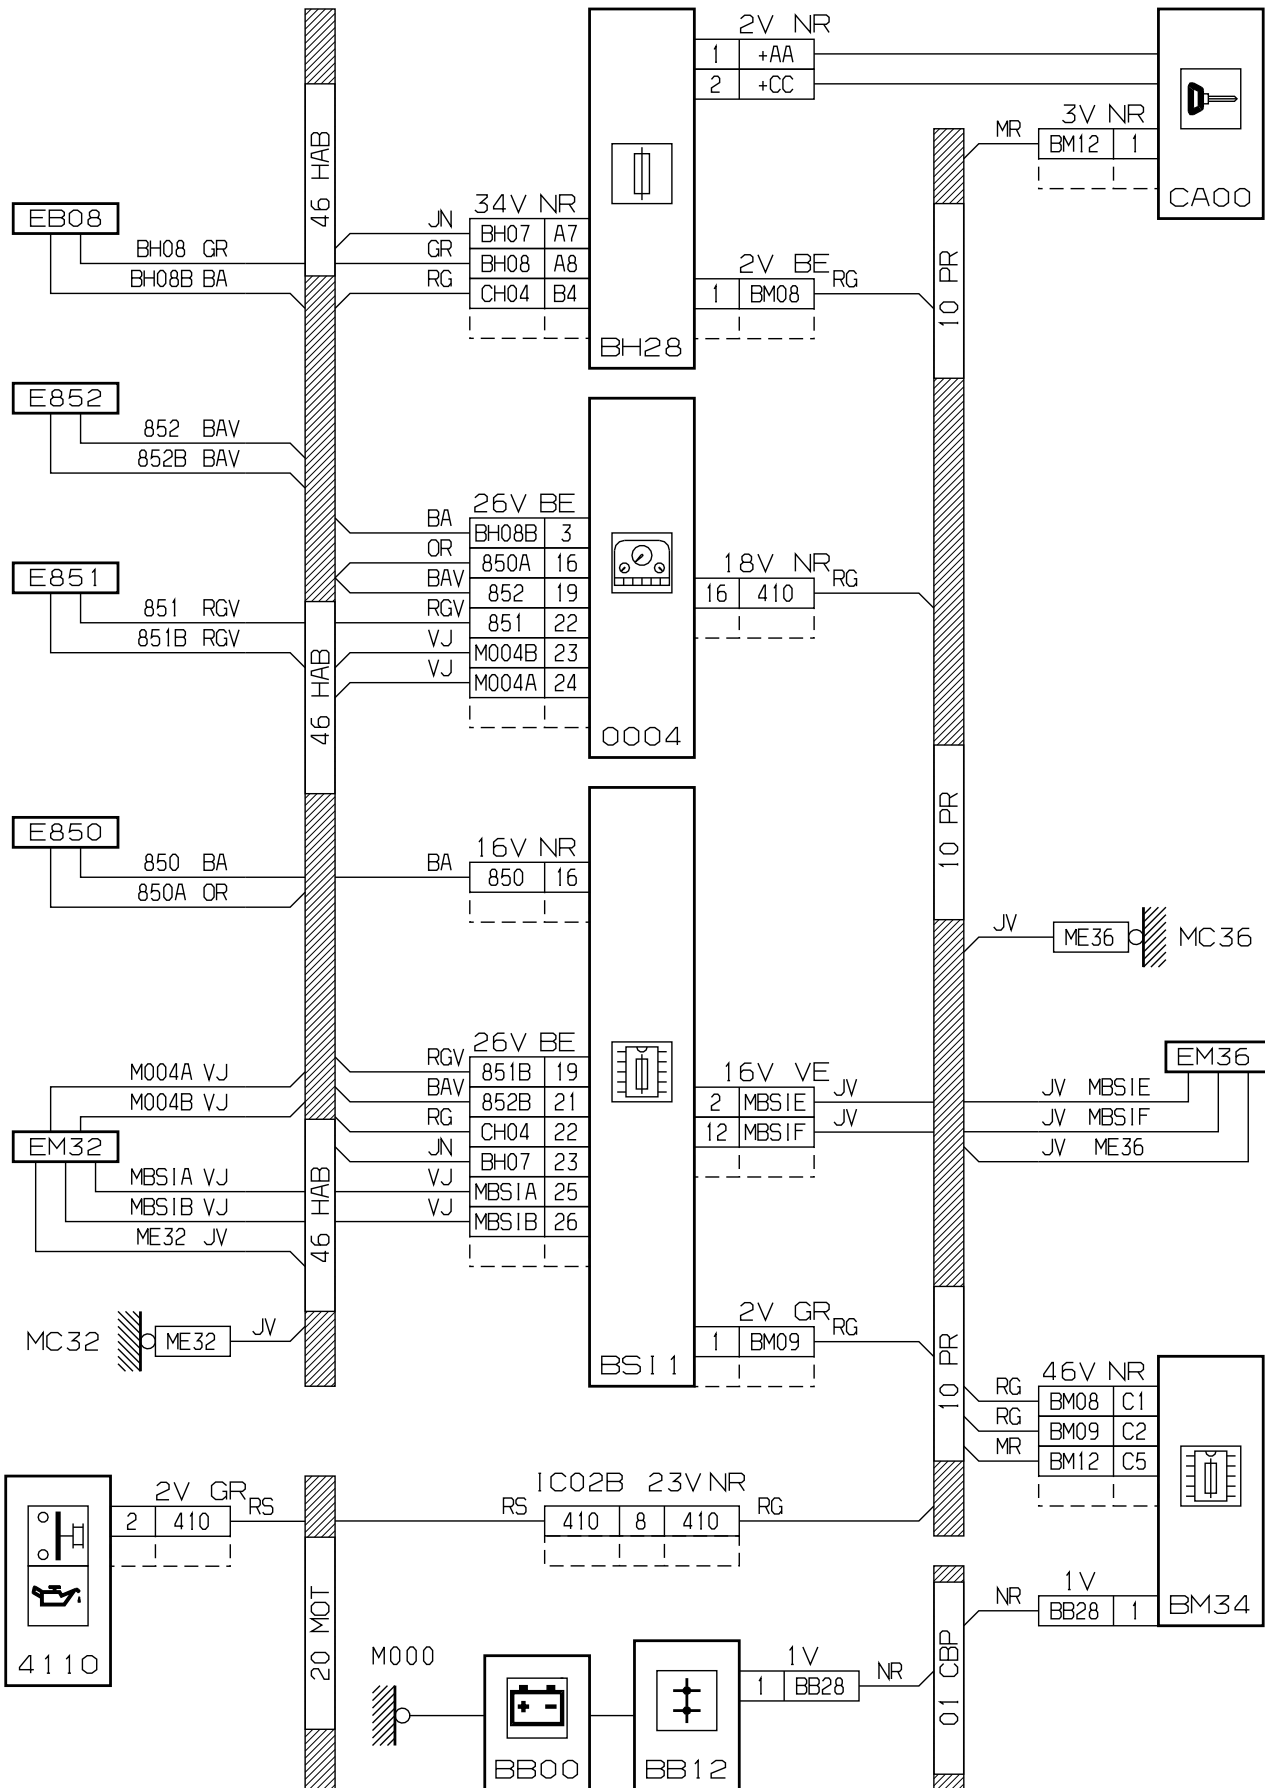 2V NR
1 +AA
2 +CC
3V NR
MR BM12 1
CA00
46 HAB
EB08
BH08 GR
BH08B BA
34V NR
JN BH07 A7
GR BH08 A8
RG CH04 B4
2V BE
1 BM08 RG
BH28
10 PR
E852
852 BAV
852B BAV
26V BE
BA BH08B 3
OR 850A 16
BAV 852 19
RGV 851 22
VJ M004B 23
VJ M004A 24
18V NR
16 410 RG
0004
E851
851 RGV
851B RGV
46 HAB
10 PR
E850
850 BA
850A OR
16V NR
BA 850 16
JV ME36 MC36
26V BE
RGV 851B 19
BAV 852B 21
RG CH04 22
JN BH07 23
VJ MBSIA 25
VJ MBSIB 26
16V VE
2 MBSIE JV
12 MBSIF JV
EM36
JV MBSIE
JV MBSIF
JV ME36
M004A VJ
M004B VJ
EM32
MBSIA VJ
MBSIB VJ
ME32 JV
46 HAB
MC32 ME32 JV
2V GR
1 BM09 RG
BSI1
10 PR
46V NR
RG BM08 C1
RG BM09 C2
MR BM12 C5
2V GR
2 410 RS
IC02B 23V NR
RS 410 8 410 RG
4110
20 MOT
1V
NR BB28 1
BM34
01 CBP
M000
1V
1 BB28 NR
BB00
BB12